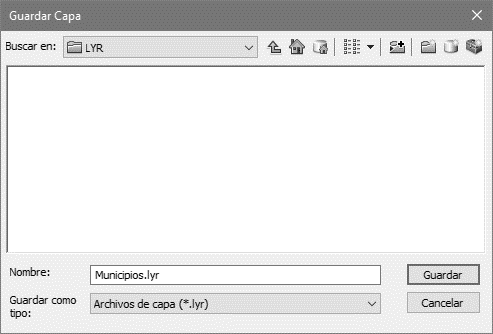 Guardar Capa
Buscar en: LYR
Nombre: Municipios.lyr Guardar
Guardar como tipo: Archivos de capa (*.lyr) Cancelar